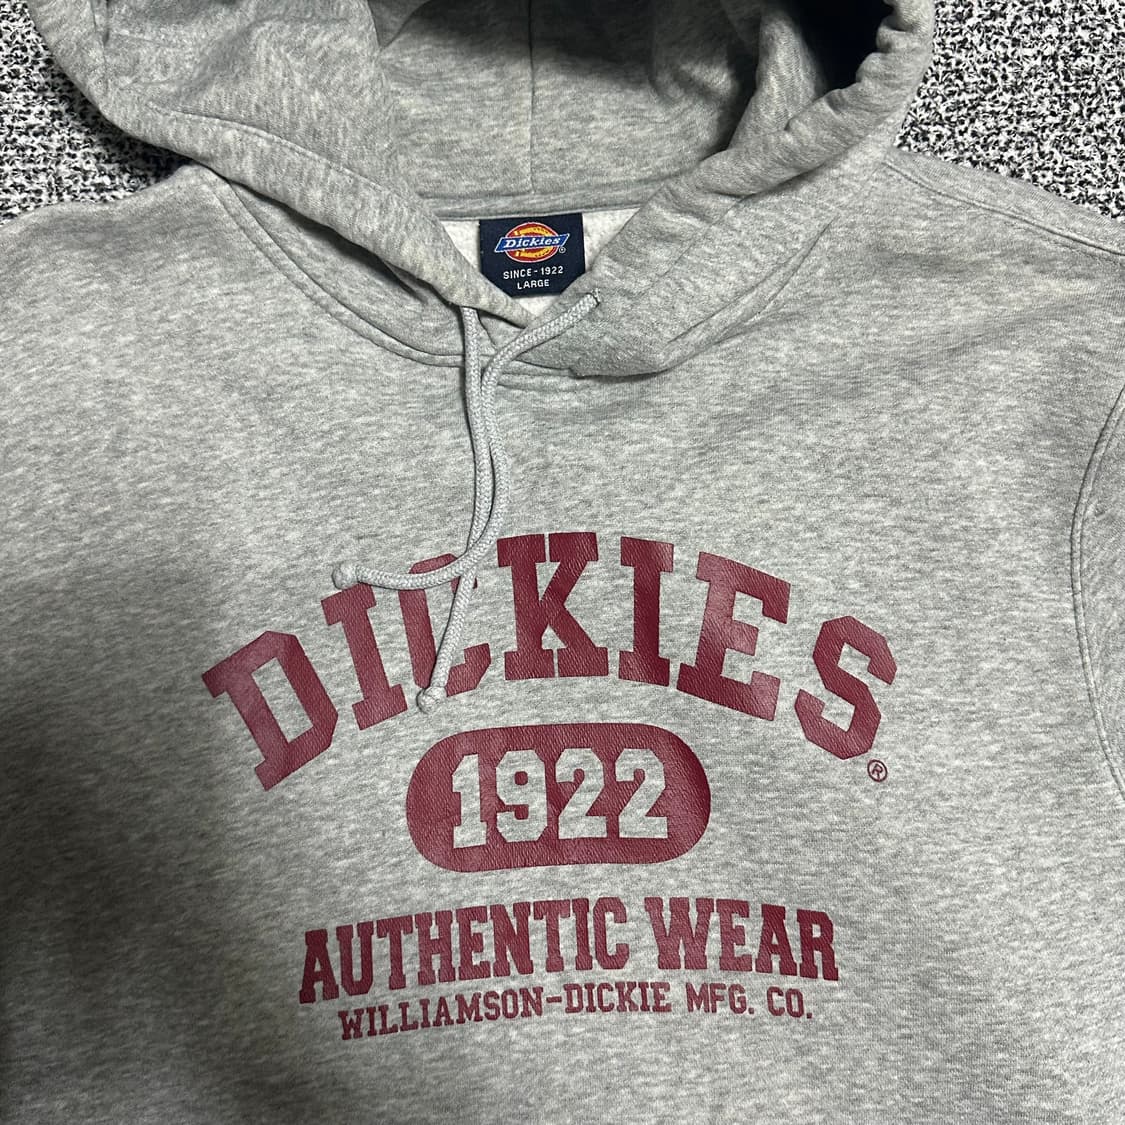 Dickies®
SINCE-1922
LARGE
DICKIES®
1922
AUTHENTIC WEAR
WILLIAMSON-DICKIE MFG. CO.